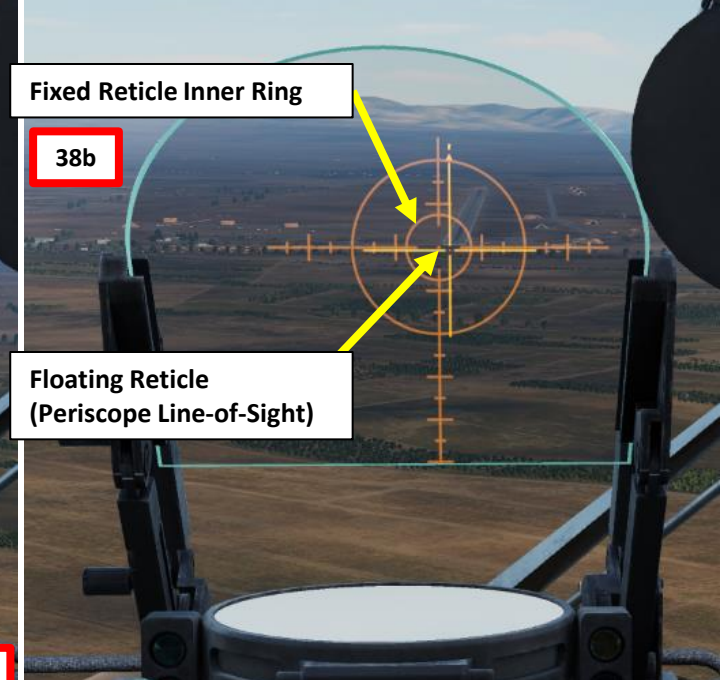 Fixed Reticle Inner Ring
38b
Floating Reticle
(Periscope Line-of-Sight)